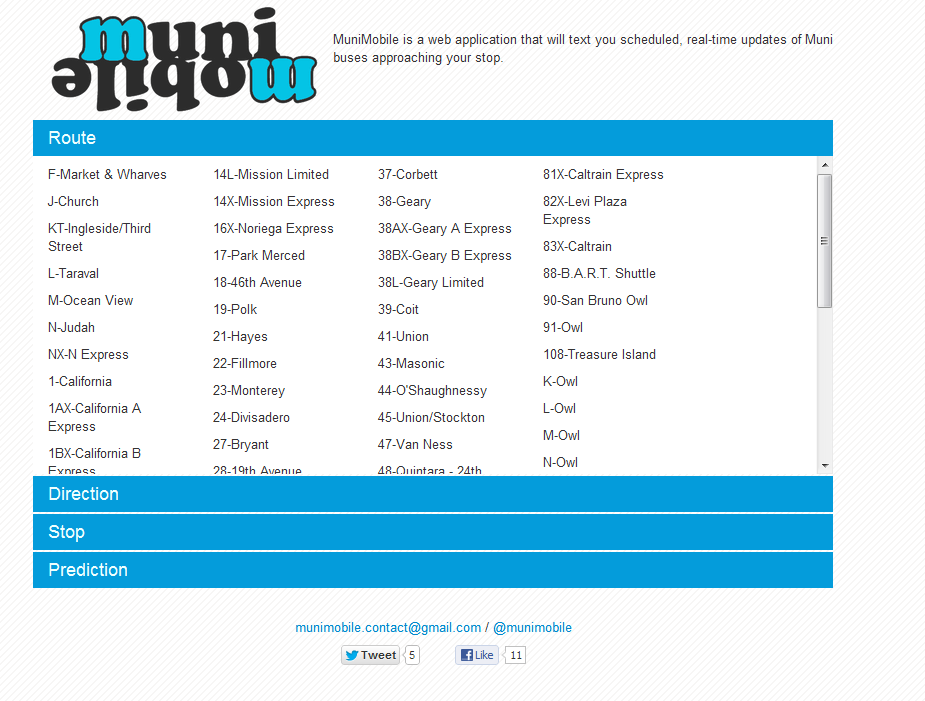 muni
mobile
MuniMobile is a web application that will text you scheduled, real-time updates of Muni
buses approaching your stop.
Route
F-Market & Wharves
J-Church
KT-Ingleside/Third
Street
L-Taraval
M-Ocean View
N-Judah
NX-N Express
1-California
1AX-California A
Express
1BX-California B
Express
14L-Mission Limited
14X-Mission Express
16X-Noriega Express
17-Park Merced
18-46th Avenue
19-Polk
21-Hayes
22-Fillmore
23-Monterey
24-Divisadero
27-Bryant
28-19th Avenue
37-Corbett
38-Geary
38AX-Geary A Express
38BX-Geary B Express
38L-Geary Limited
39-Coit
41-Union
43-Masonic
44-O'Shaughnessy
45-Union/Stockton
47-Van Ness
48-Quintara - 24th
81X-Caltrain Express
82X-Levi Plaza
Express
83X-Caltrain
88-B.A.R.T. Shuttle
90-San Bruno Owl
91-Owl
108-Treasure Island
K-Owl
L-Owl
M-Owl
N-Owl
Direction
Stop
Prediction
munimobile.contact@gmail.com / @munimobile
Tweet 5 Like 11